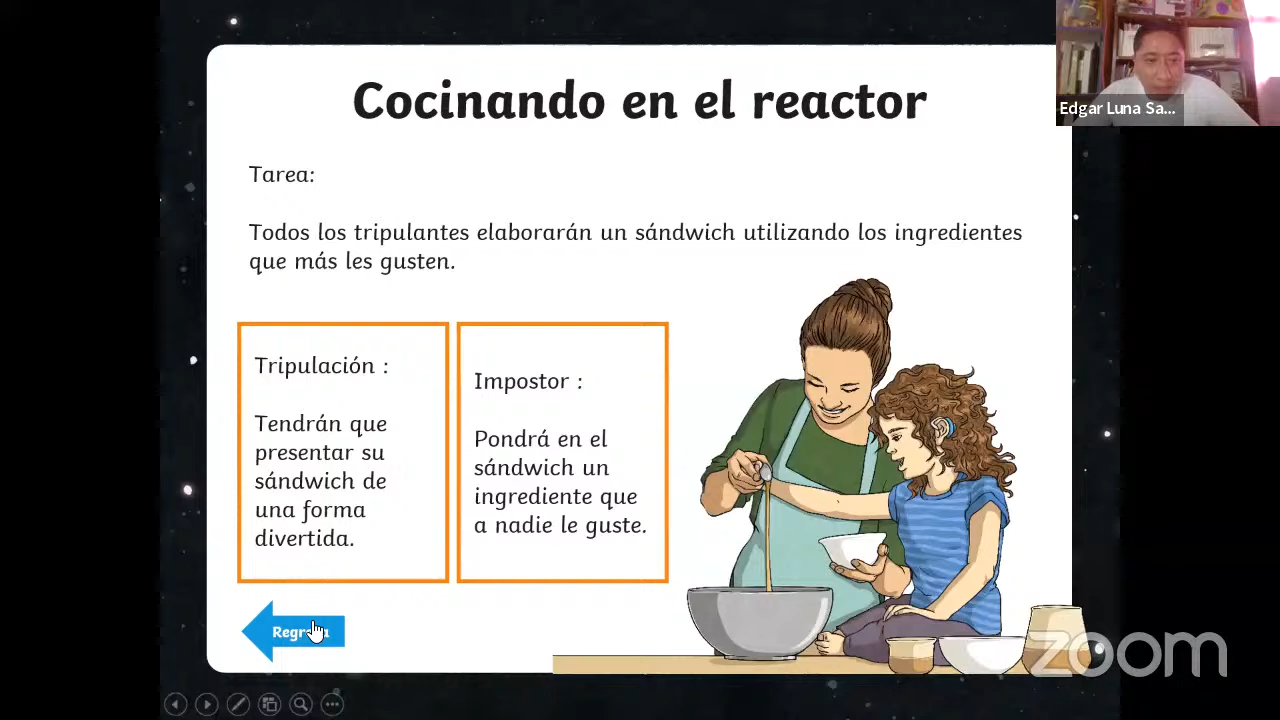 Cocinando en el reactor
Edgar Luna Sa...
Tarea:
Todos los tripulantes elaborarán un sándwich utilizando los ingredientes
que más les gusten.
Tripulación :
Tendrán que
presentar su
sándwich de
una forma
divertida.
Impostor :
Pondrá en el
sándwich un
ingrediente que
a nadie le guste.
zoom